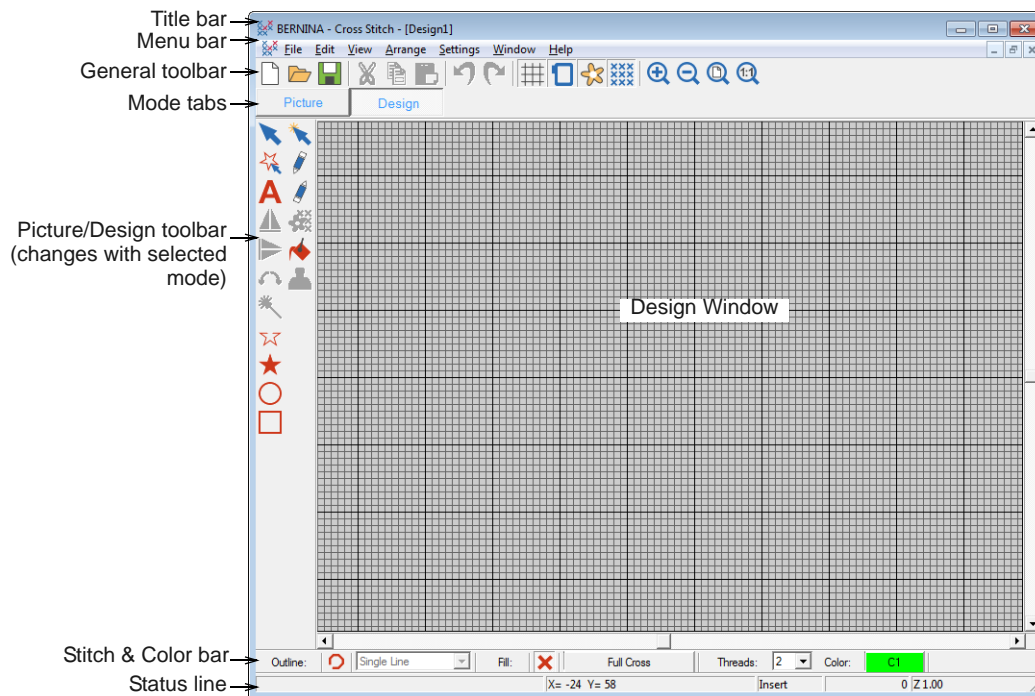 Title bar
BERNINA - Cross Stitch - [Design1]
Menu bar
File Edit View Arrange Settings Window Help
General toolbar
1:1
Mode tabs
Picture Design
A
Picture/Design toolbar
(changes with selected
mode)
Design Window
Stitch & Color bar
Outline: Single Line Fill: Full Cross Threads: 2 Color: C1
Status line
X= -24 Y= 58 Insert 0 Z 1.00